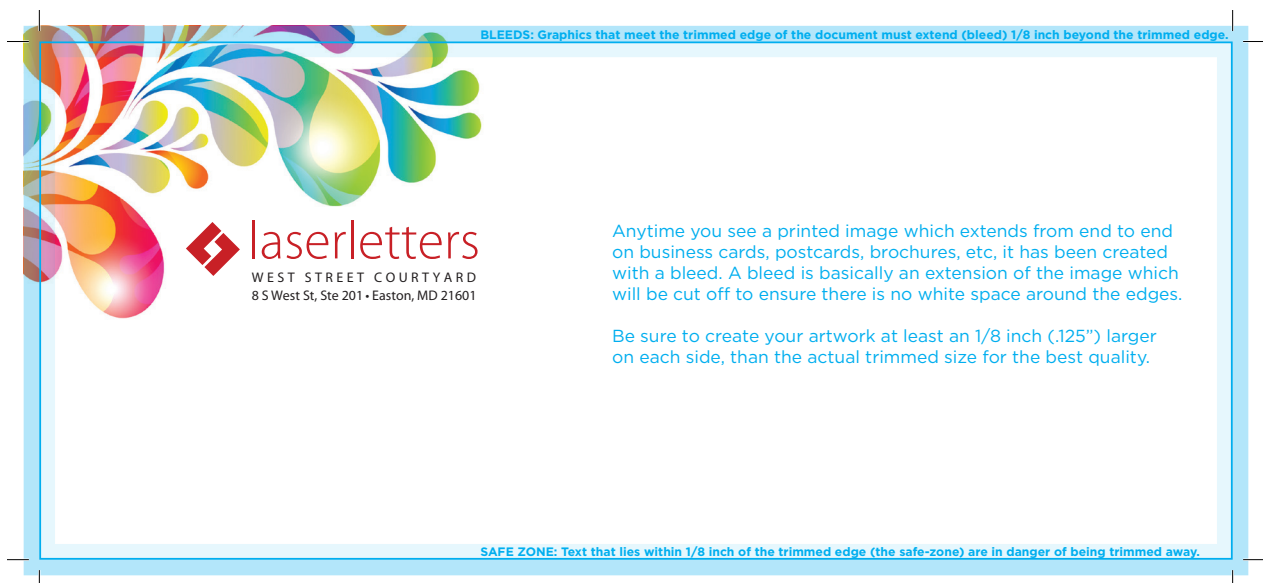 BLEEDS: Graphics that meet the trimmed edge of the document must extend (bleed) 1/8 inch beyond the trimmed edge.
laserletters
WEST STREET COURTYARD
8 S West St, Ste 201 • Easton, MD 21601
Anytime you see a printed image which extends from end to end
on business cards, postcards, brochures, etc, it has been created
with a bleed. A bleed is basically an extension of the image which
will be cut off to ensure there is no white space around the edges.
Be sure to create your artwork at least an 1/8 inch (.125”) larger
on each side, than the actual trimmed size for the best quality.
SAFE ZONE: Text that lies within 1/8 inch of the trimmed edge (the safe-zone) are in danger of being trimmed away.